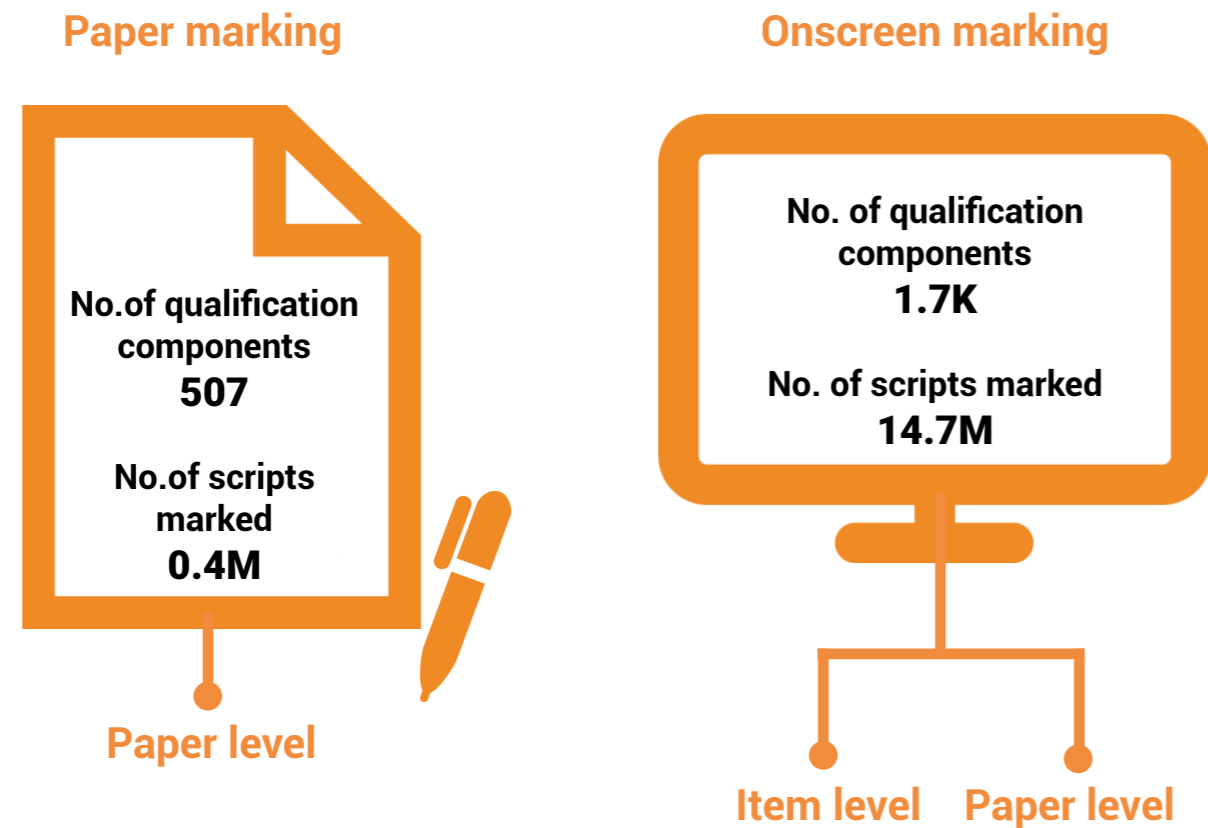 Paper marking
No.of qualification
components
507
No.of scripts
marked
0.4M
Paper level
Onscreen marking
No. of qualification
components
1.7K
No. of scripts marked
14.7M
Item level
Paper level